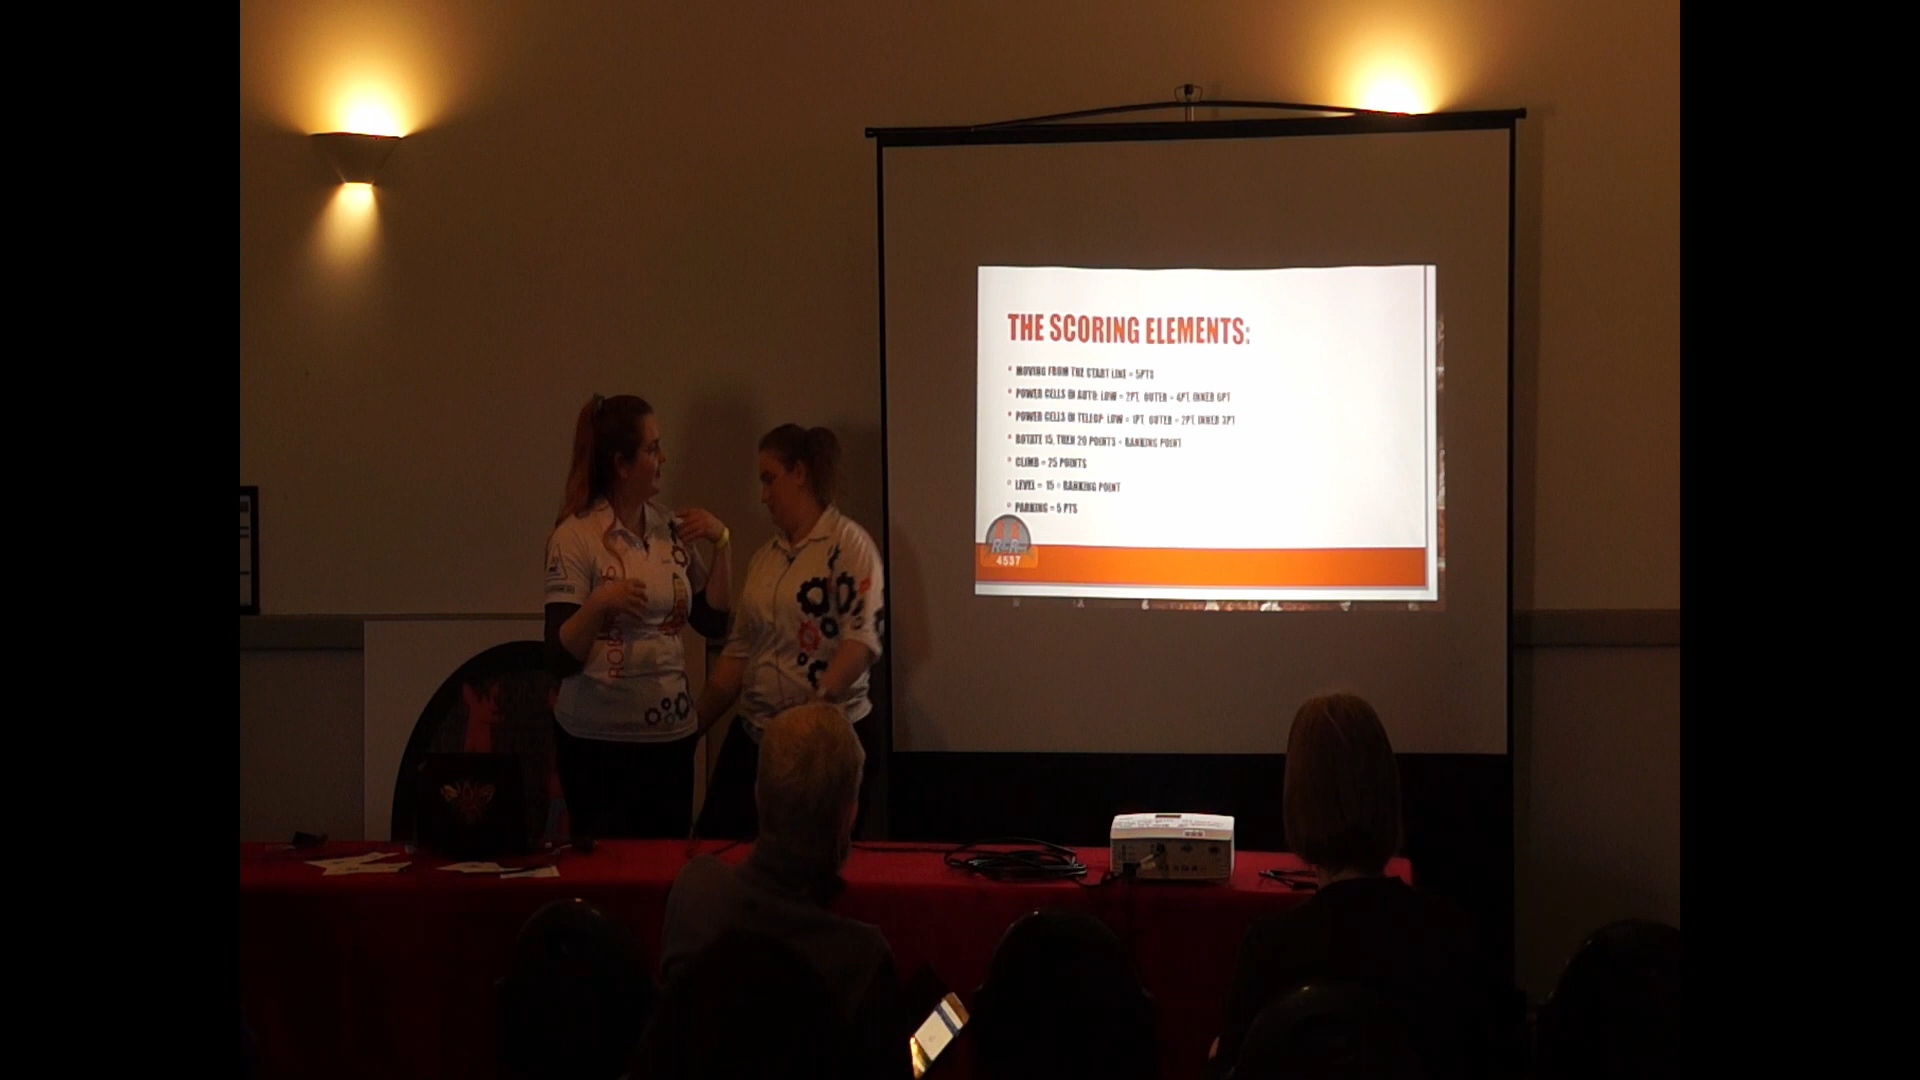 THE SCORING ELEMENTS:
• MOVING FROM THE START LINE = 5PTS
• POWER CELLS IN AUTO: LOW = 2PT, OUTER = 4PT, INNER 6PT
• POWER CELLS IN TELEOP: LOW = 1PT, OUTER = 2PT, INNER 3PT
• ROTATE 15, THEN 20 POINTS + RANKING POINT
• CLIMB = 25 POINTS
• LEVEL = 15 + RANKING POINT
• PARKING = 5 PTS
4537